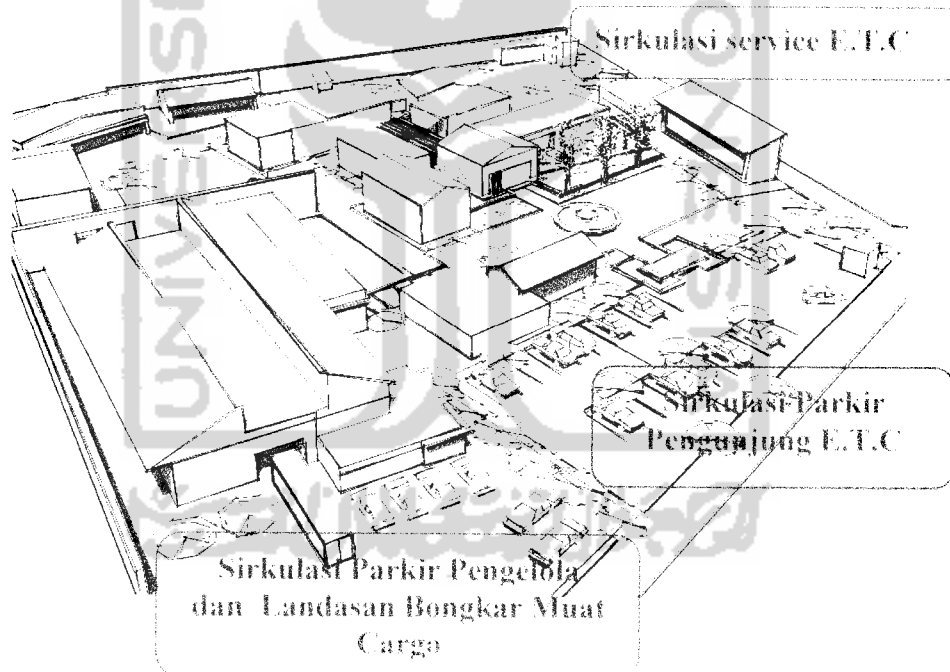 Sirkulasi service E.T.C
Sirkulasi Parkir
Pengunjung E.T.C
Sirkulasi Parkir Pengelola
dan Landasan Bongkar Muat
Cargo